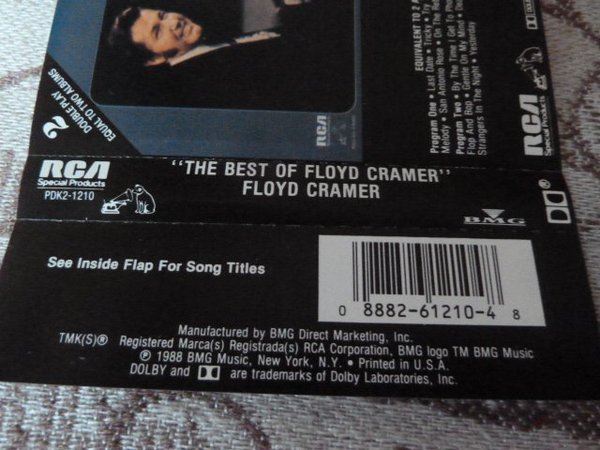 2
DOUBLE PLAY
EQUAL TO TWO ALBUMS
RCA
EQUIVALENT TO 2 A
Program One • Last Date • Tricky • Try
Melody • San Antonio Rose • On The Re
Program Two • By The Time I Get To
Flop And Bop • Gentle On My Mind •
Strangers In The Night • Yesterday
RCA
Special Products
RCA
Special Products
PDK2-1210
"THE BEST OF FLOYD CRAMER"
FLOYD CRAMER
BMG
See Inside Flap For Song Titles
0 8882-61210-4 8
Manufactured by BMG Direct Marketing, Inc.
TMK(S)® Registered Marca(s) Registrada(s) RCA Corporation, BMG logo TM BMG Music
℗ 1988 BMG Music, New York, N.Y. • Printed in U.S.A.
DOLBY and are trademarks of Dolby Laboratories, Inc.